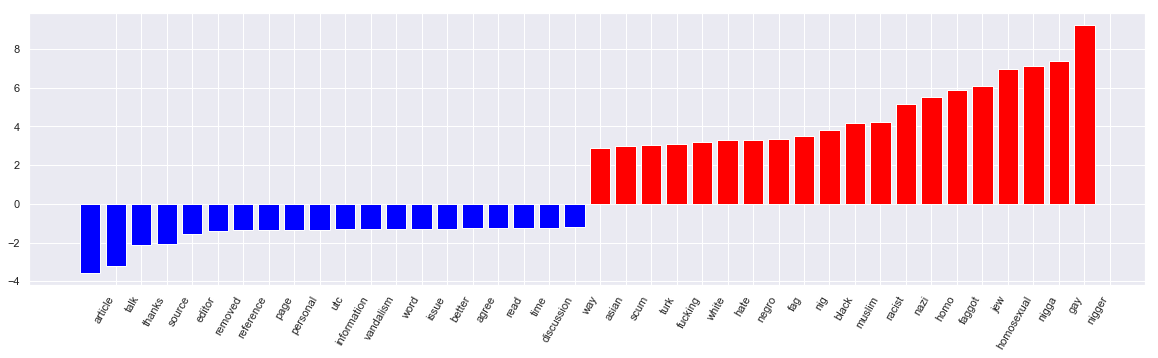 8
6
4
2
0
−2
−4
article
talk
thanks
source
editor
removed
reference
page
personal
utc
information
vandalism
word
issue
better
agree
read
time
discussion
way
asian
scum
turk
fucking
white
hate
negro
fag
nig
black
muslim
racist
nazi
homo
faggot
jew
homosexual
nigga
gay
nigger